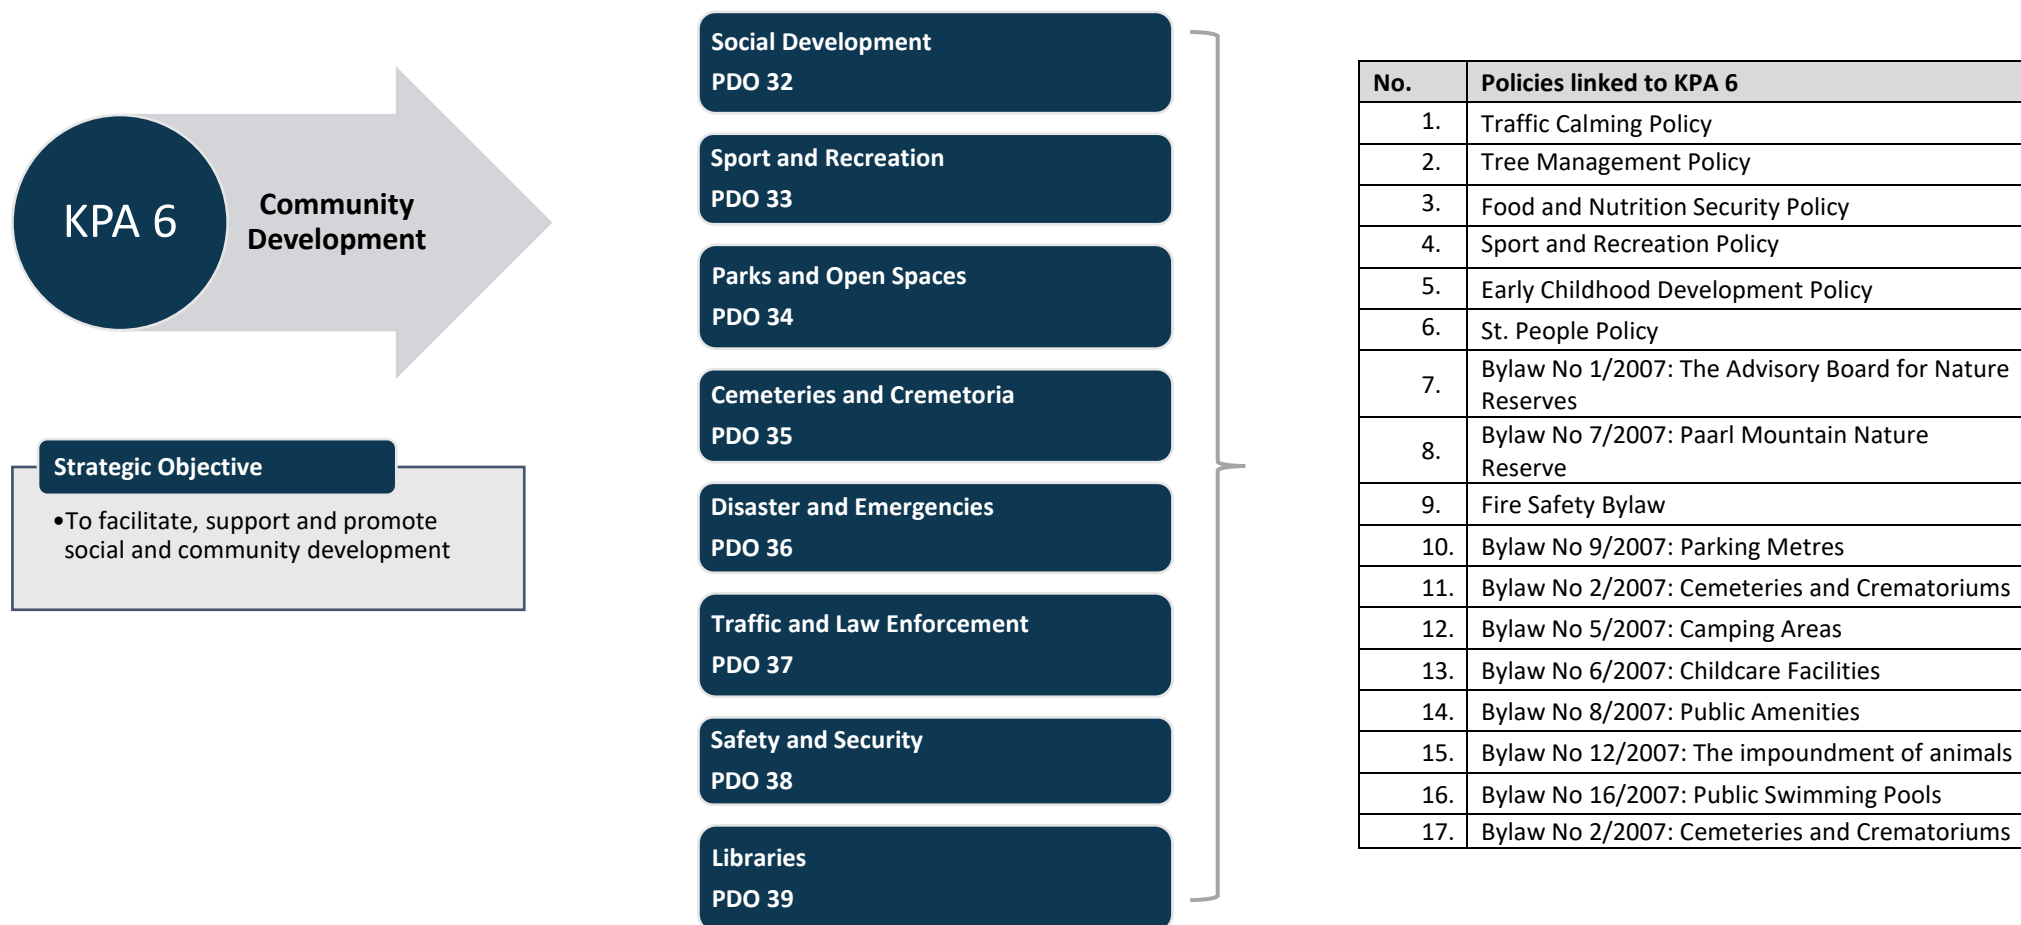 KPA 6
Community
Development
Strategic Objective
•To facilitate, support and promote
social and community development
Social Development
PDO 32
Sport and Recreation
PDO 33
Parks and Open Spaces
PDO 34
Cemeteries and Cremetoria
PDO 35
Disaster and Emergencies
PDO 36
Traffic and Law Enforcement
PDO 37
Safety and Security
PDO 38
Libraries
PDO 39
No. Policies linked to KPA 6
1. Traffic Calming Policy
2. Tree Management Policy
3. Food and Nutrition Security Policy
4. Sport and Recreation Policy
5. Early Childhood Development Policy
6. St. People Policy
7. Bylaw No 1/2007: The Advisory Board for Nature
Reserves
8. Bylaw No 7/2007: Paarl Mountain Nature
Reserve
9. Fire Safety Bylaw
10. Bylaw No 9/2007: Parking Metres
11. Bylaw No 2/2007: Cemeteries and Crematoriums
12. Bylaw No 5/2007: Camping Areas
13. Bylaw No 6/2007: Childcare Facilities
14. Bylaw No 8/2007: Public Amenities
15. Bylaw No 12/2007: The impoundment of animals
16. Bylaw No 16/2007: Public Swimming Pools
17. Bylaw No 2/2007: Cemeteries and Crematoriums